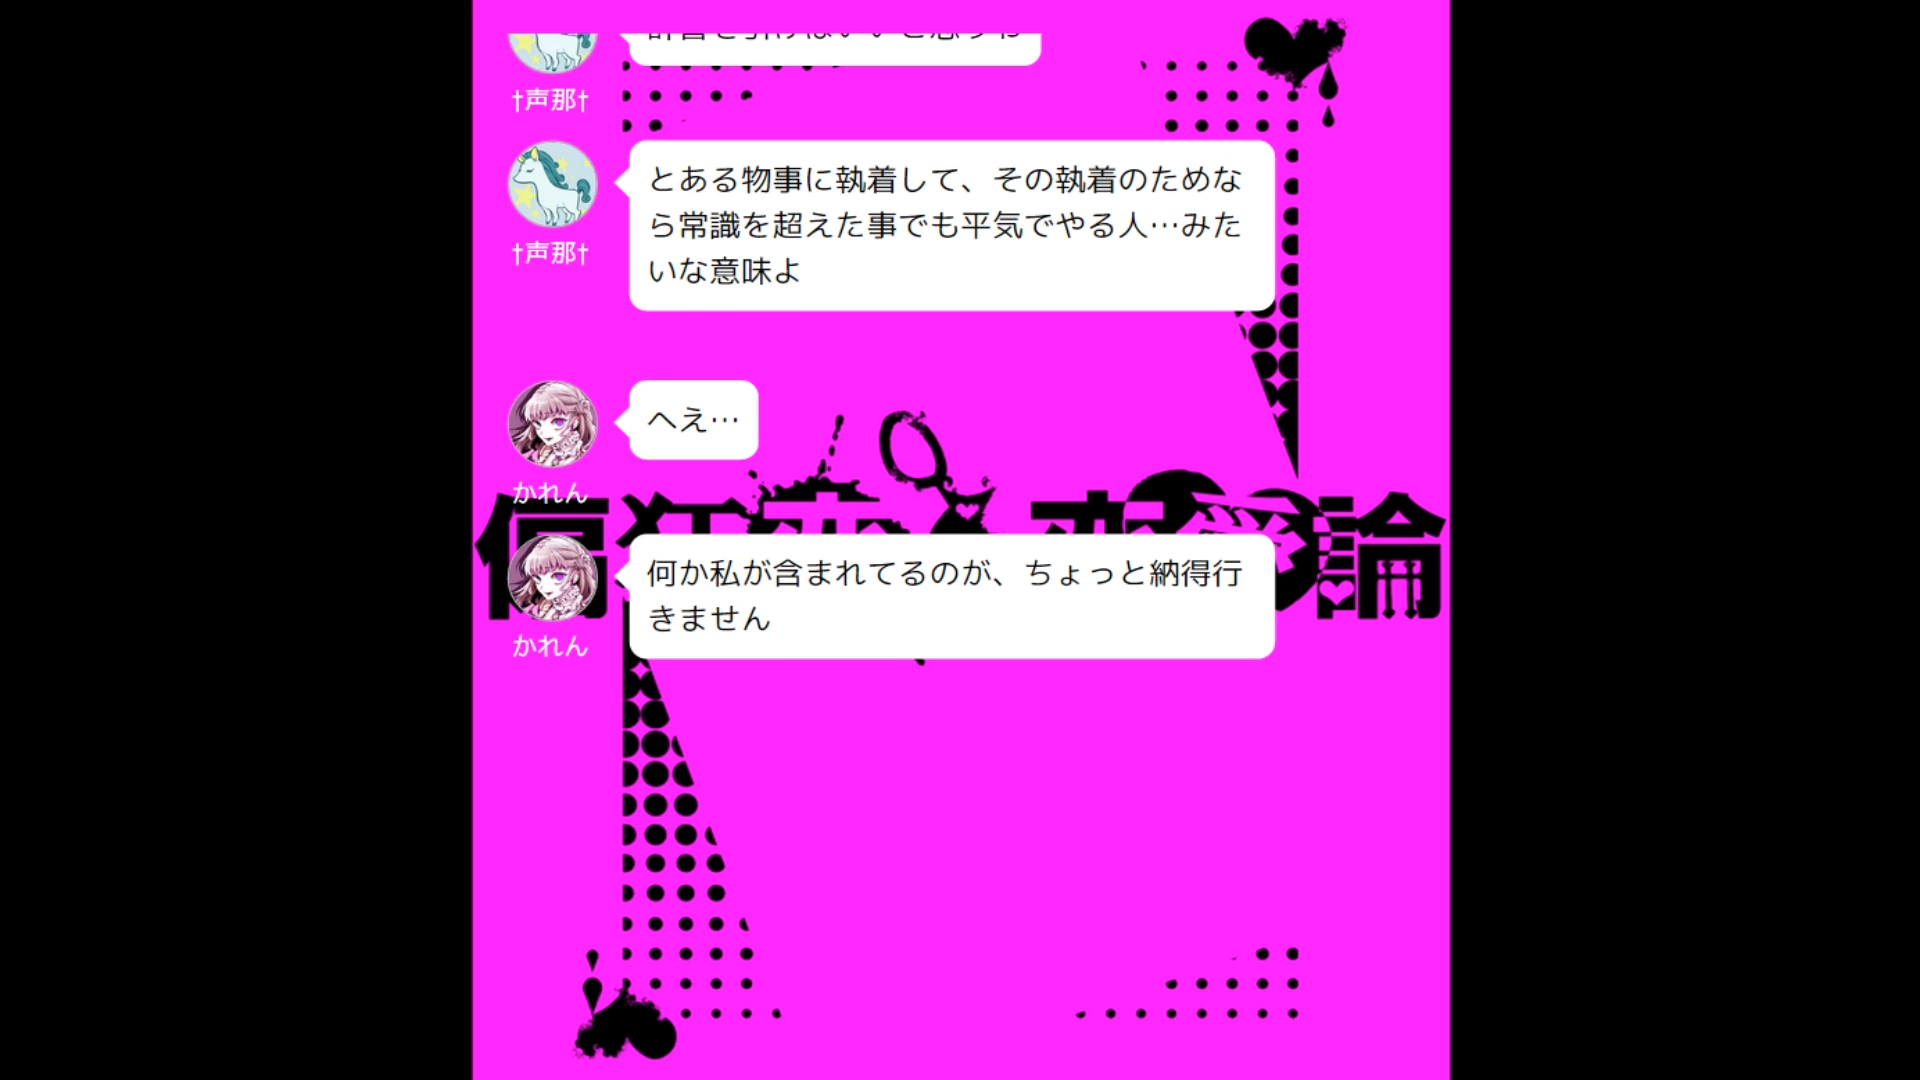 †声那†
とある物事に執着して、その執着のためな
ら常識を超えた事でも平気でやる人…みた
いな意味よ
†声那†
へえ…
かれん
何か私が含まれてるのが、ちょっと納得行
きません
かれん